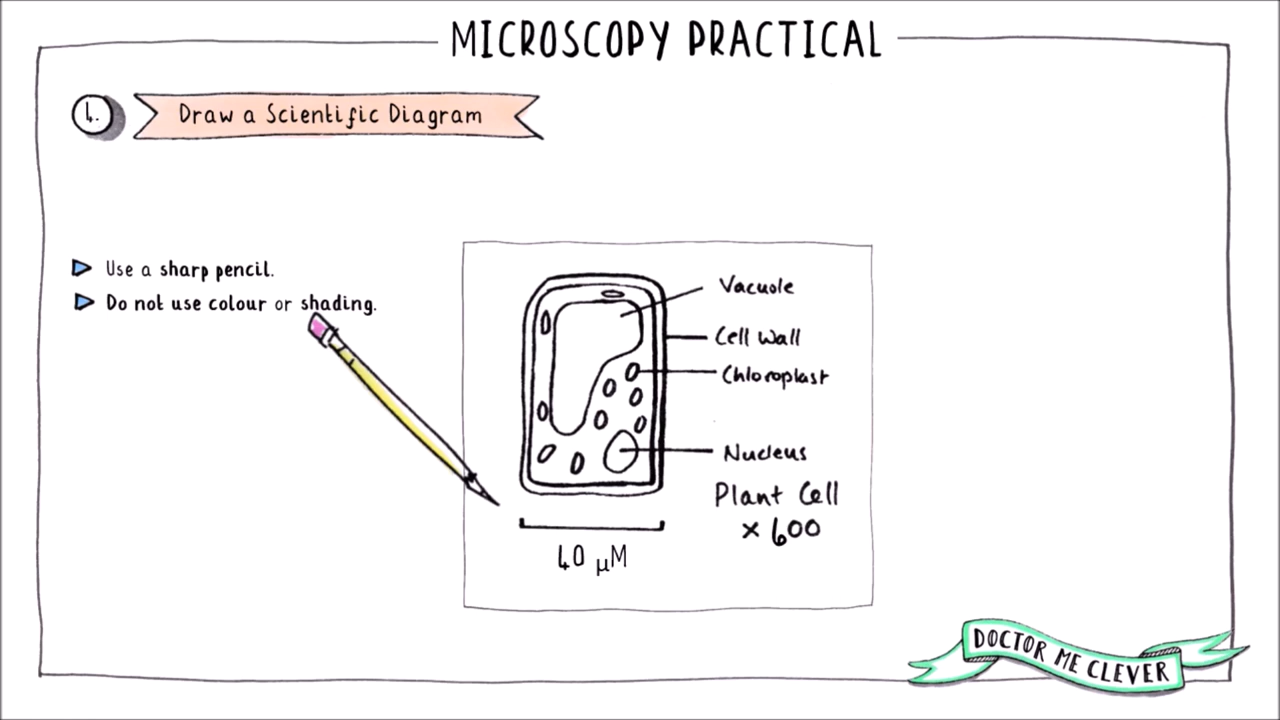 MICROSCOPY PRACTICAL
4.
Draw a Scientific Diagram
Use a sharp pencil.
Do not use colour or shading.
Vacuole
Cell Wall
Chloroplast
Nucleus
Plant Cell
× 600
40 μM
DOCTOR ME CLEVER